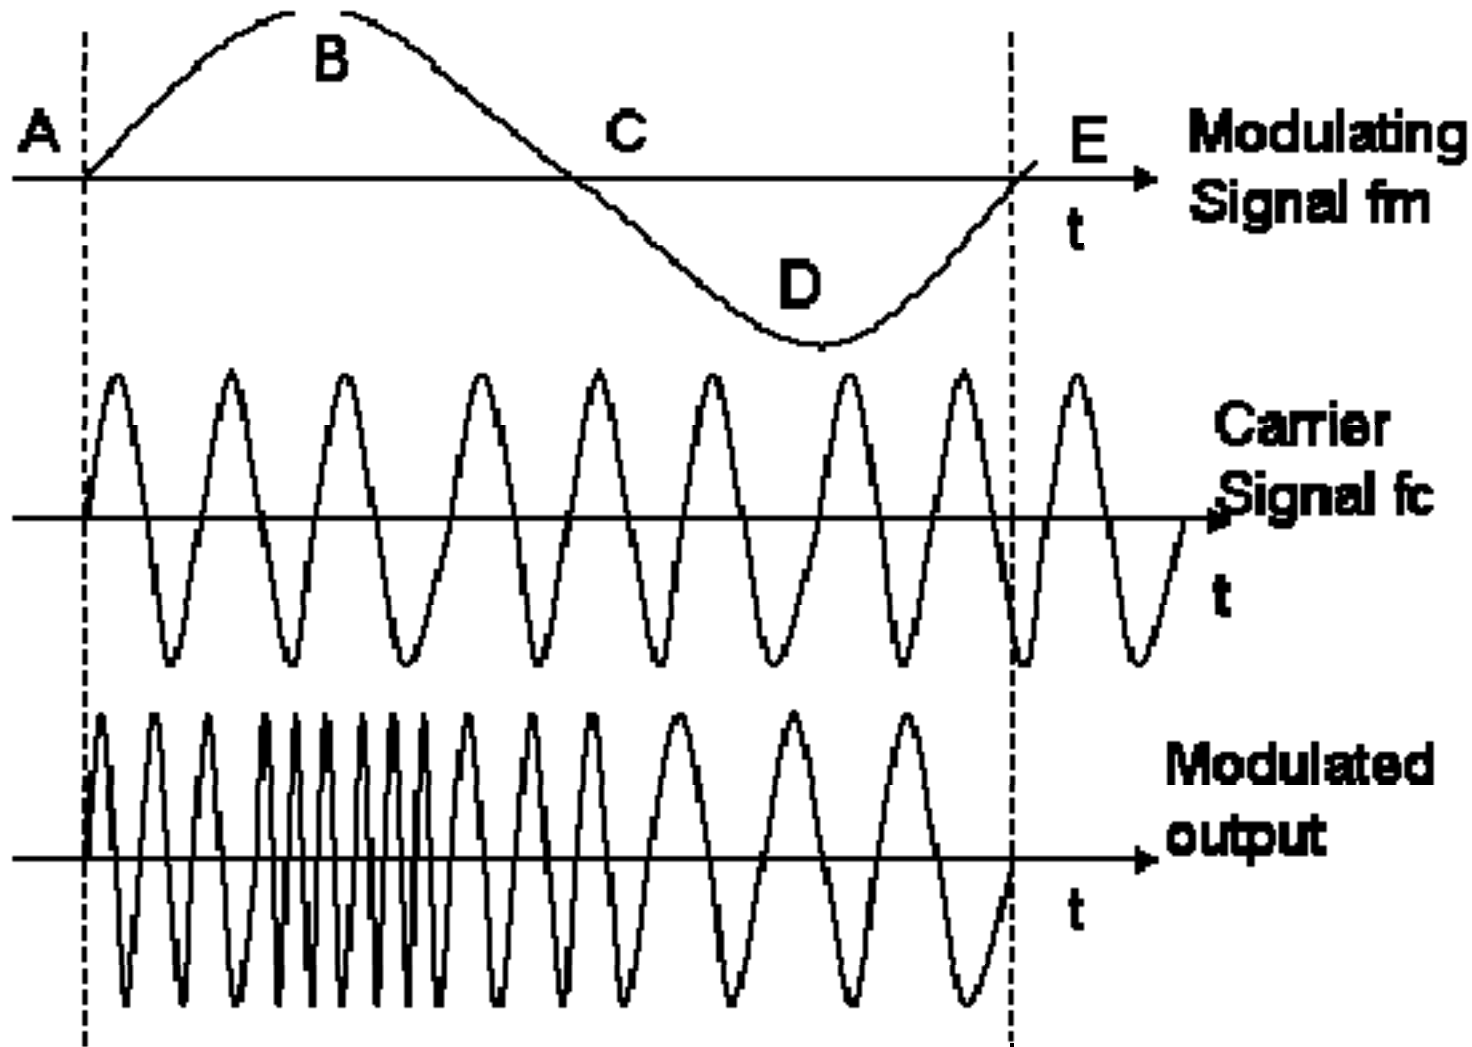 A
B
C
D
E
t
Modulating
Signal fm
Carrier
Signal fc
t
Modulated
output
t